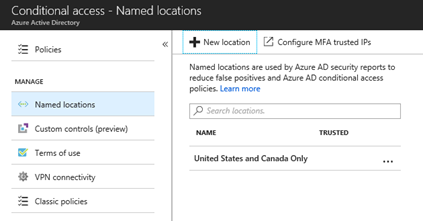 Conditional access - Named locations
Azure Active Directory
Policies
MANAGE
Named locations
Custom controls (preview)
Terms of use
VPN connectivity
Classic policies
New location
Configure MFA trusted IPs
Named locations are used by Azure AD security reports to
reduce false positives and Azure AD conditional access
policies. Learn more
Search locations.
NAME TRUSTED
United States and Canada Only ...